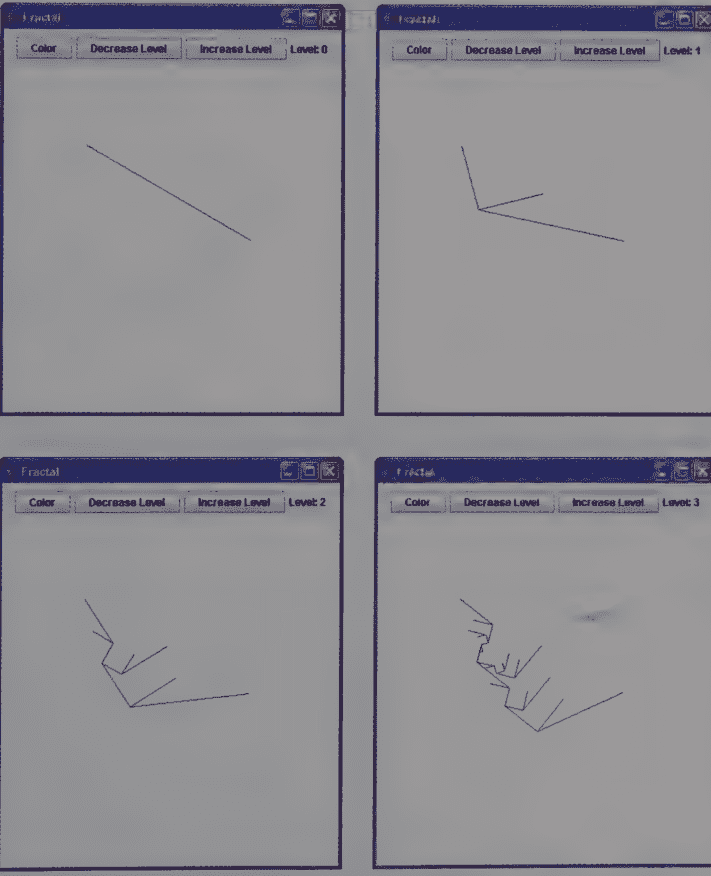 Fractal
Color Decrease Level Increase Level Level: 0
Fractal
Color Decrease Level Increase Level Level: 1
Fractal
Color Decrease Level Increase Level Level: 2
Fractal
Color Decrease Level Increase Level Level: 3